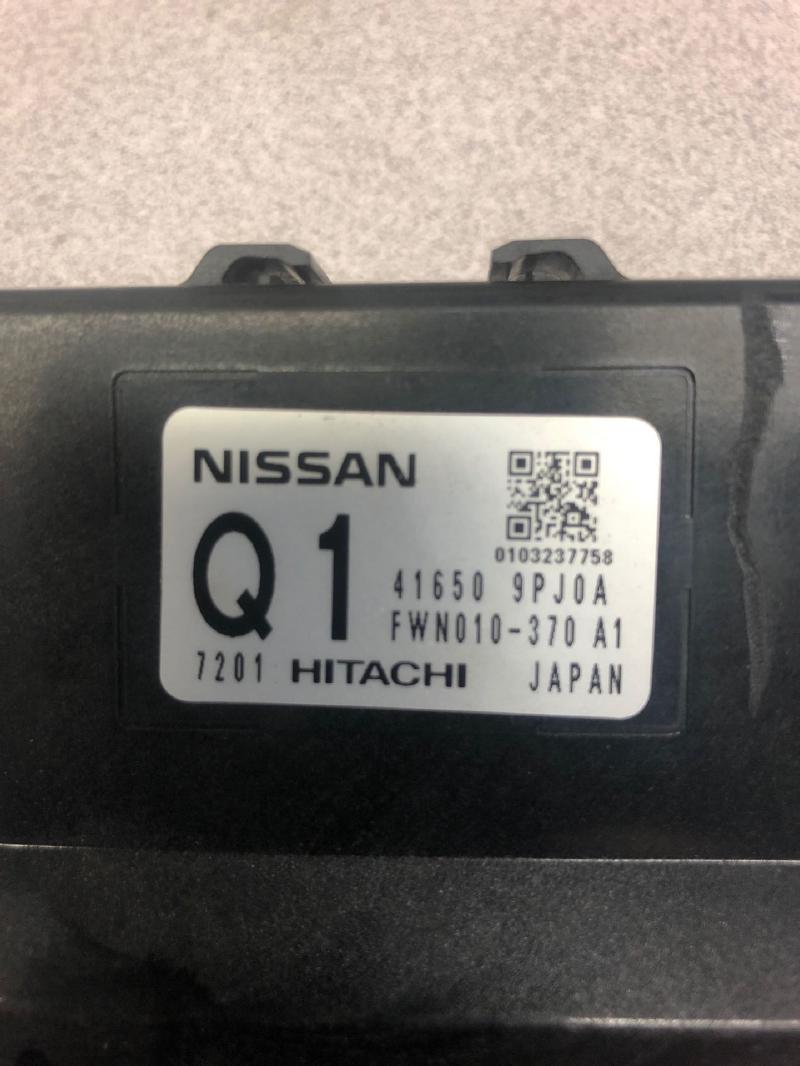 NISSAN
0103237758
Q1
41650 9PJ0A
FWN010-370 A1
7201 HITACHI JAPAN